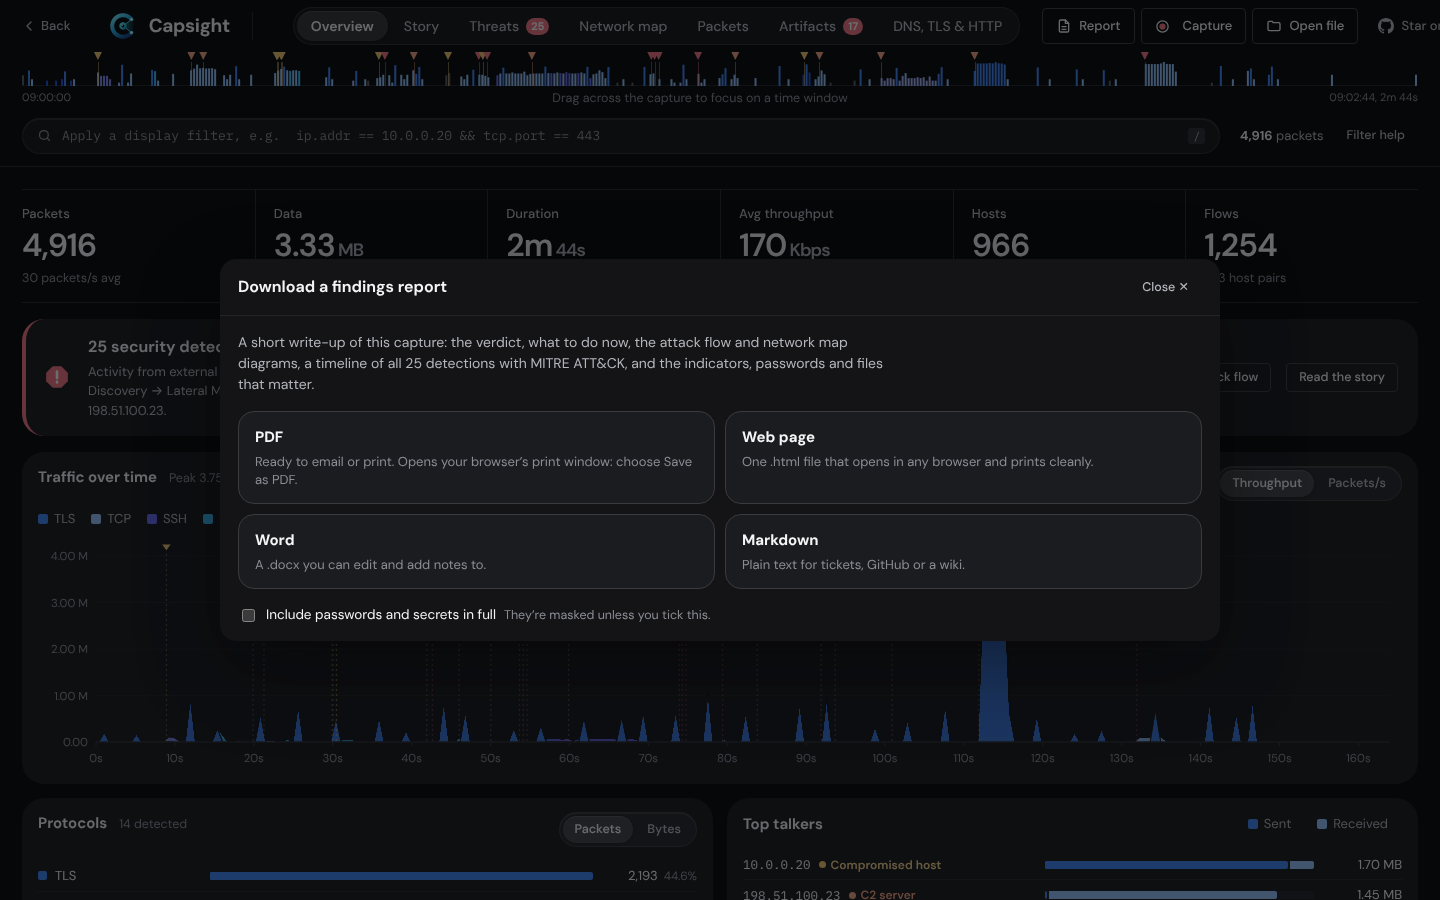 Back
Capsight
Overview
Story
Threats 25
Network map
Packets
Artifacts 17
DNS, TLS & HTTP
Report
Capture
Open file
Star
09:00:00
Drag across the capture to focus on a time window
09:02:44, 2m 44s
Apply a display filter, e.g. ip.addr == 10.0.0.20 && tcp.port == 443
/
4,916 packets
Filter help
Packets
4,916
30 packets/s avg
Data
3.33 MB
Duration
2m 44s
Avg throughput
170 Kbps
Hosts
966
Flows
1,254
3 host pairs
Download a findings report
Close ✕
A short write-up of this capture: the verdict, what to do now, the attack flow and network map
diagrams, a timeline of all 25 detections with MITRE ATT&CK, and the indicators, passwords and files
that matter.
PDF
Ready to email or print. Opens your browser's print window: choose Save
as PDF.
Web page
One .html file that opens in any browser and prints cleanly.
Word
A .docx you can edit and add notes to.
Markdown
Plain text for tickets, GitHub or a wiki.
Include passwords and secrets in full They're masked unless you tick this.
25 security
Activity from external
Discovery → Lateral
198.51.100.23.
flow
Read the story
Traffic over time
Peak 3.75
Throughput
Packets/s
TLS
TCP
SSH
4.00 M
3.00 M
2.00 M
1.00 M
0.00
0s
10s
20s
30s
40s
50s
60s
70s
80s
90s
100s
110s
120s
130s
140s
150s
160s
Protocols
14 detected
Packets
Bytes
TLS
2,193 44.6%
Top talkers
Sent
Received
10.0.0.20 Compromised host
1.70 MB
198.51.100.23 C2 server
1.45 MB